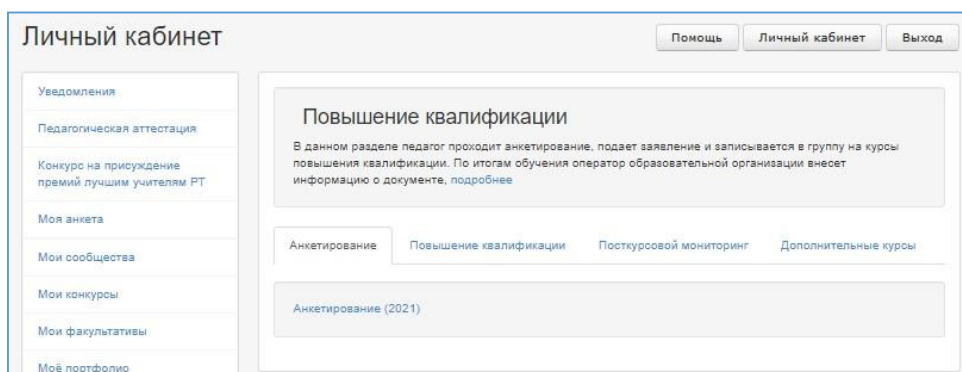 Личный кабинет
Помощь
Личный кабинет
Выход
Уведомления
Педагогическая аттестация
Конкурс на присуждение
премий лучшим учителям РТ
Моя анкета
Мои сообщества
Мои конкурсы
Мои факультативы
Моё портфолио
Повышение квалификации
В данном разделе педагог проходит анкетирование, подает заявление и записывается в группу на курсы
повышения квалификации. По итогам обучения оператор образовательной организации внесет
информацию о документе, подробнее
Анкетирование
Повышение квалификации
Посткурсовой мониторинг
Дополнительные курсы
Анкетирование (2021)